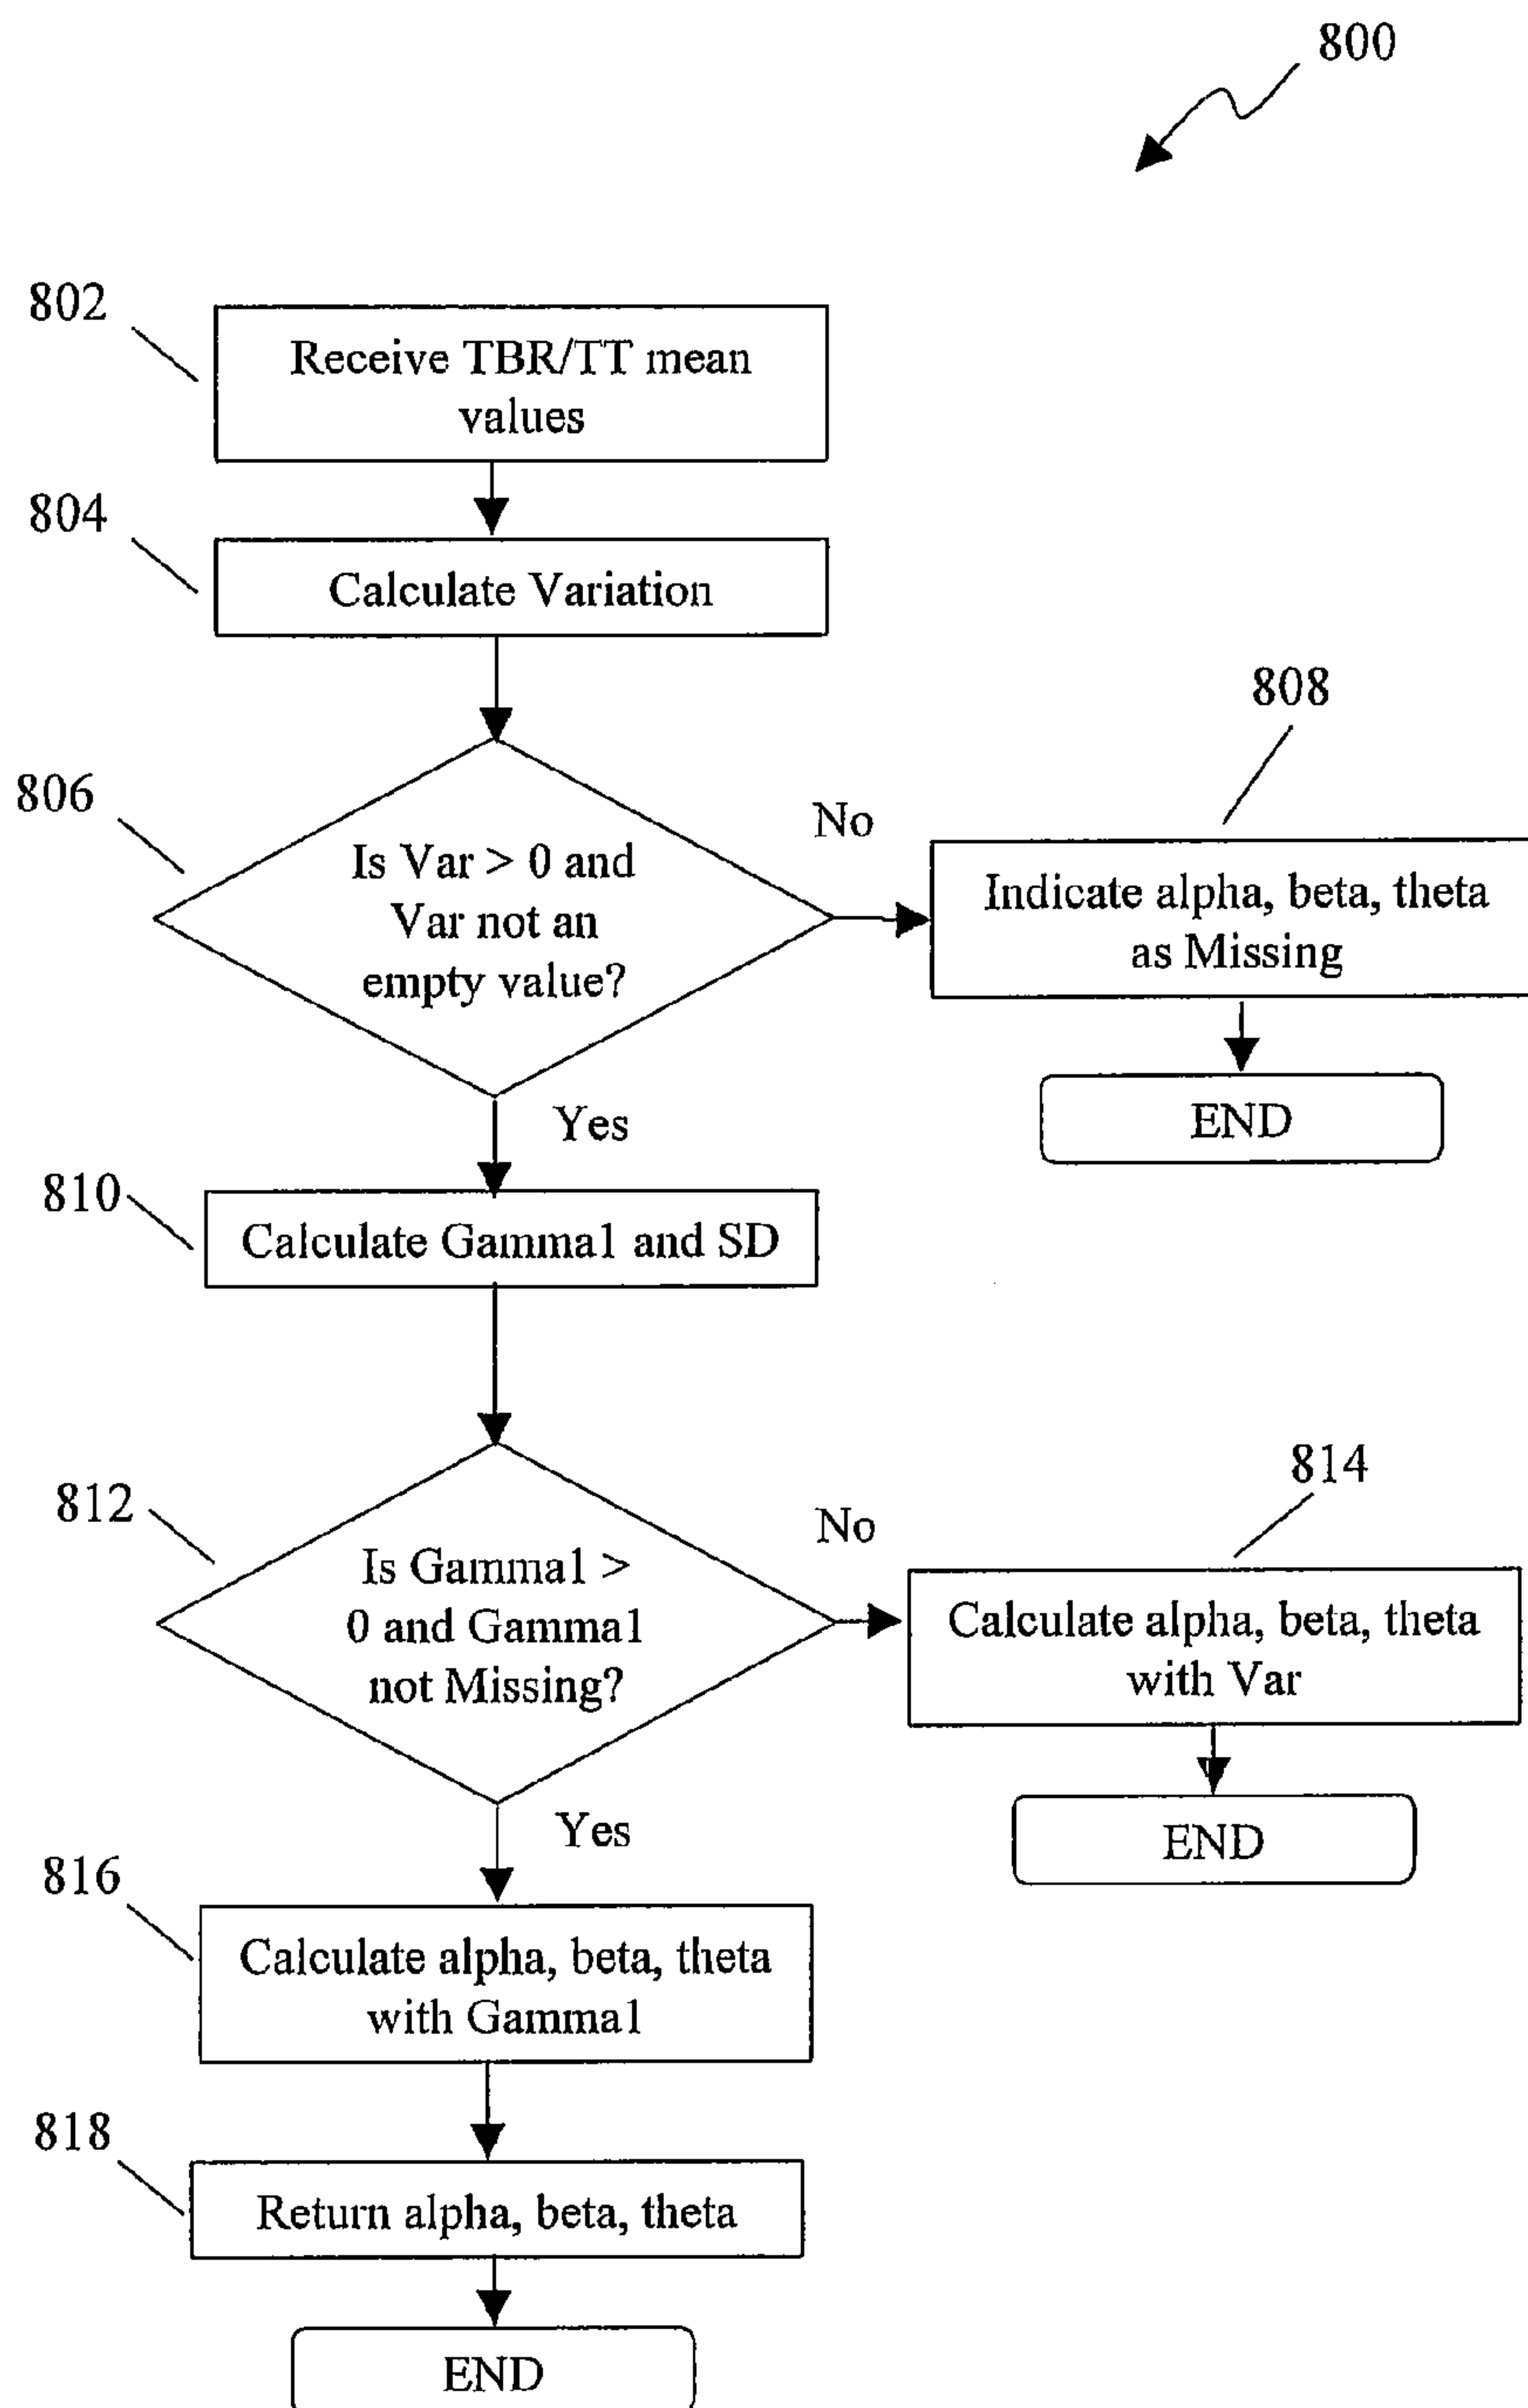 800
802
Receive TBR/TT mean
values
804
Calculate Variation
806
Is Var > 0 and
Var not an
empty value?
No
808
Indicate alpha, beta, theta
as Missing
END
Yes
810
Calculate Gamma1 and SD
812
Is Gamma1 >
0 and Gamma1
not Missing?
No
814
Calculate alpha, beta, theta
with Var
END
Yes
816
Calculate alpha, beta, theta
with Gamma1
818
Return alpha, beta, theta
END